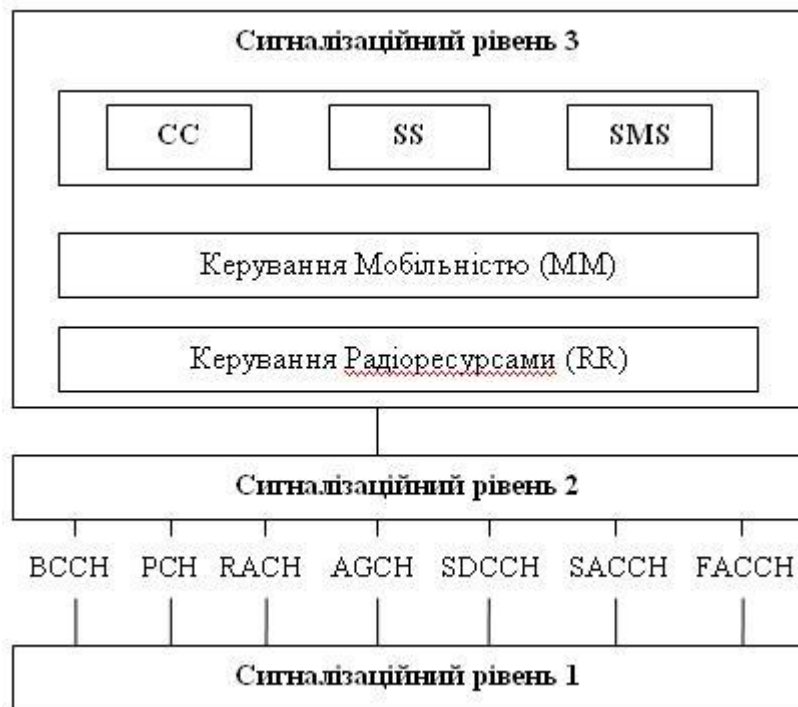 Сигналізаційний рівень 3
CC SS SMS
Керування Мобільністю (MM)
Керування Радіоресурсами (RR)
Сигналізаційний рівень 2
BCCH PCH RACH AGCH SDCCH SACCH FACCH
Сигналізаційний рівень 1